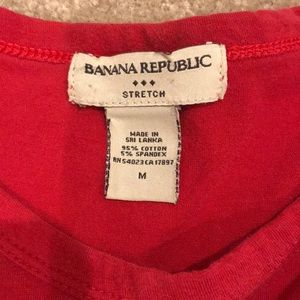 BANANA REPUBLIC
STRETCH
MADE IN
SRI LANKA
95% COTTON
5% SPANDEX
RN 54023 CA 17897
M